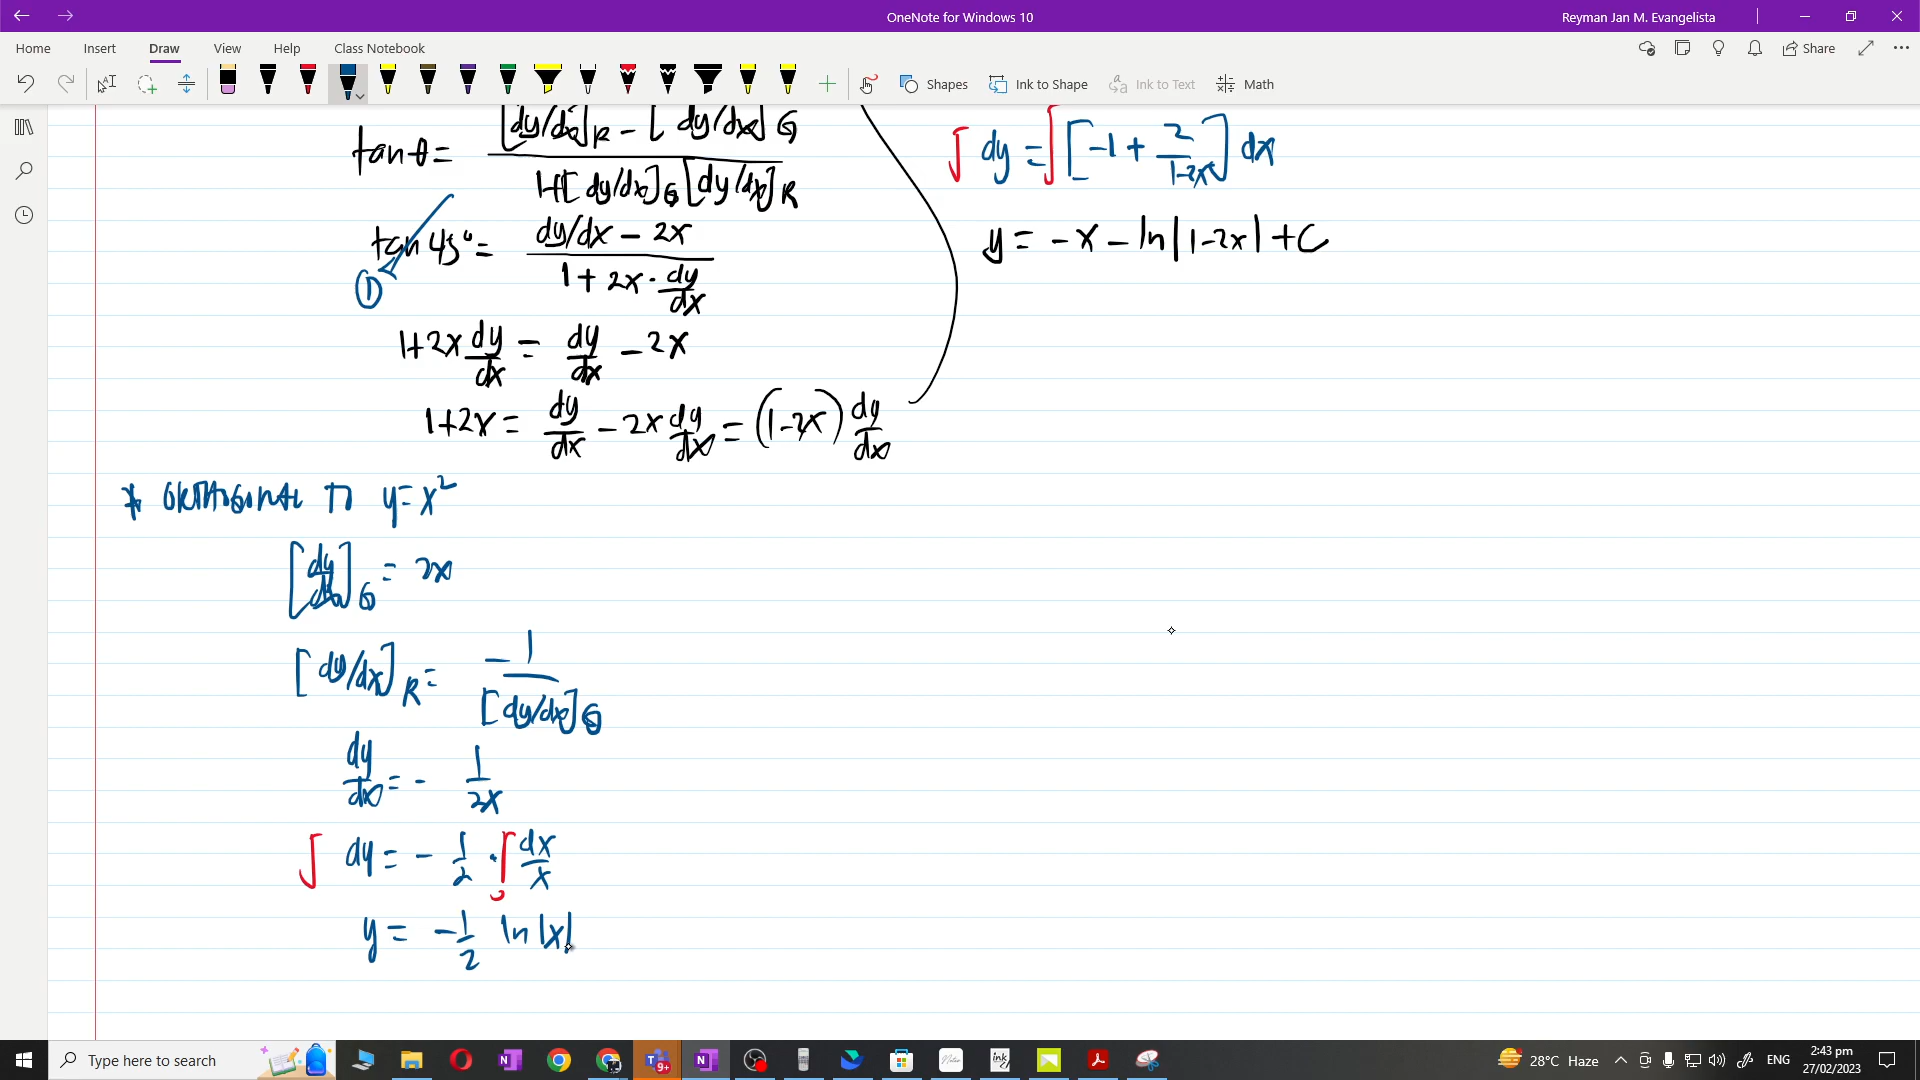 OneNote for Windows 10
Reyman Jan M. Evangelista
Home Insert Draw View Help Class Notebook
Share
Shapes Ink to Shape Ink to Text Math
tan θ = [dy/dx]R - [dy/dx]G / 1+[dy/dx]G[dy/dx]R
tan 45° = dy/dx - 2x / 1 + 2x · dy/dx
①
1+2x dy/dx = dy/dx - 2x
1+2x = dy/dx - 2x dy/dx = (1-2x) dy/dx
∫ dy = ∫ [-1 + 2/1-2x] dx
y = -x - ln|1-2x| + C
* ORTHOGONAL TO y = x²
[dy/dx]G = 2x
[dy/dx]R = -1/[dy/dx]G
dy/dx = - 1/2x
∫ dy = - 1/2 · ∫ dx/x
y = -1/2 ln|x|
Type here to search
9+
28°C Haze
ENG
2:43 pm
27/02/2023